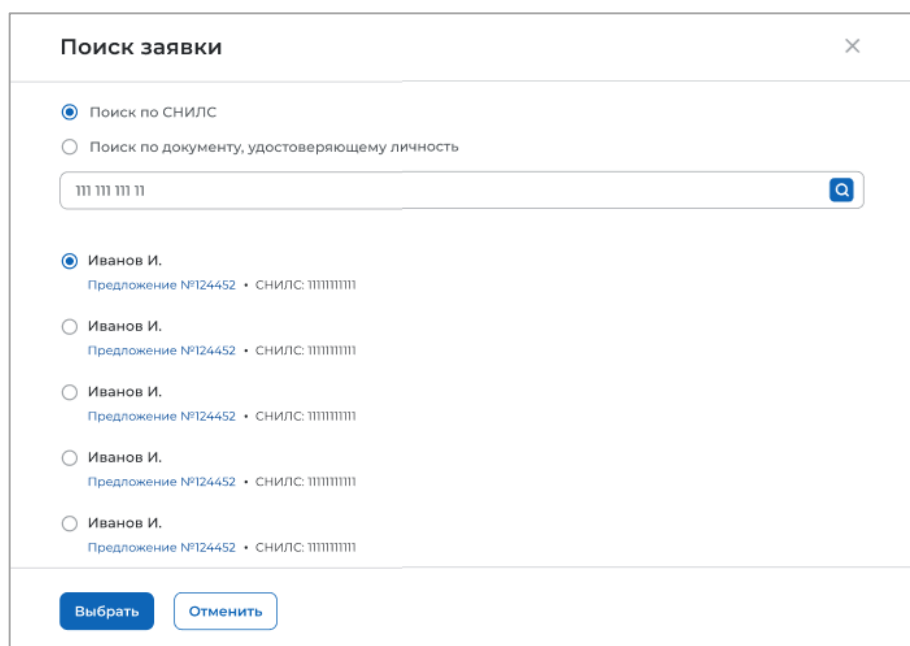 Поиск заявки
Поиск по СНИЛС
Поиск по документу, удостоверяющему личность
111 111 111 11
Иванов И.
Предложение №124452 • СНИЛС: 11111111111
Иванов И.
Предложение №124452 • СНИЛС: 11111111111
Иванов И.
Предложение №124452 • СНИЛС: 11111111111
Иванов И.
Предложение №124452 • СНИЛС: 11111111111
Иванов И.
Предложение №124452 • СНИЛС: 11111111111
Выбрать
Отменить